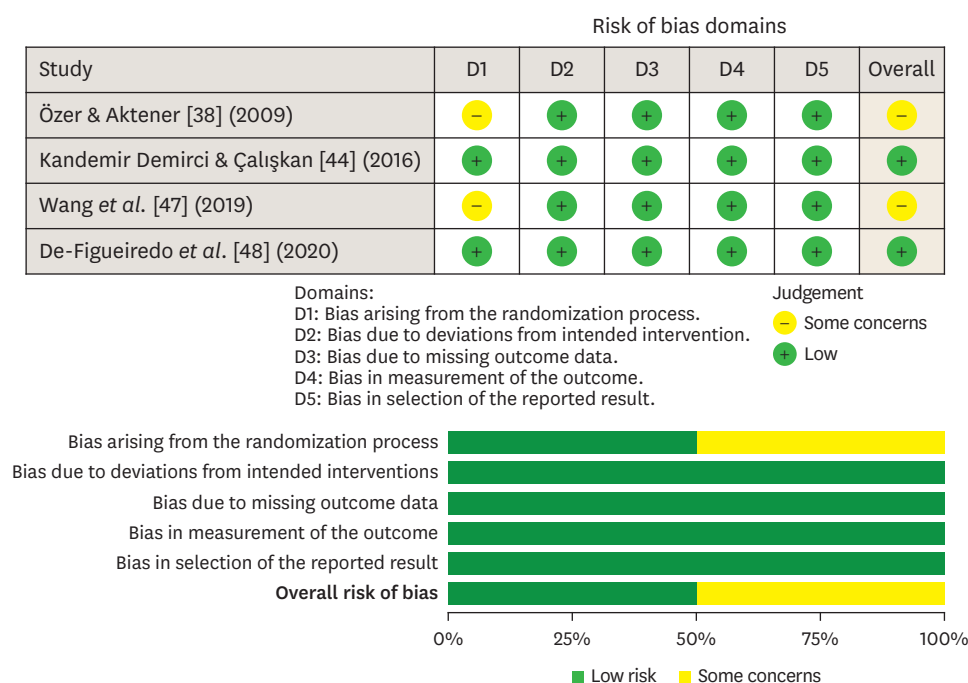 Risk of bias domains
Study D1 D2 D3 D4 D5 Overall
Özer & Aktener [38] (2009) − + + + + −
Kandemir Demirci & Çalışkan [44] (2016) + + + + + +
Wang et al. [47] (2019) − + + + + −
De-Figueiredo et al. [48] (2020) + + + + + +
Domains:
D1: Bias arising from the randomization process.
D2: Bias due to deviations from intended intervention.
D3: Bias due to missing outcome data.
D4: Bias in measurement of the outcome.
D5: Bias in selection of the reported result.
Judgement
− Some concerns
+ Low
Bias arising from the randomization process
Bias due to deviations from intended interventions
Bias due to missing outcome data
Bias in measurement of the outcome
Bias in selection of the reported result
Overall risk of bias
0% 25% 50% 75% 100%
Low risk Some concerns